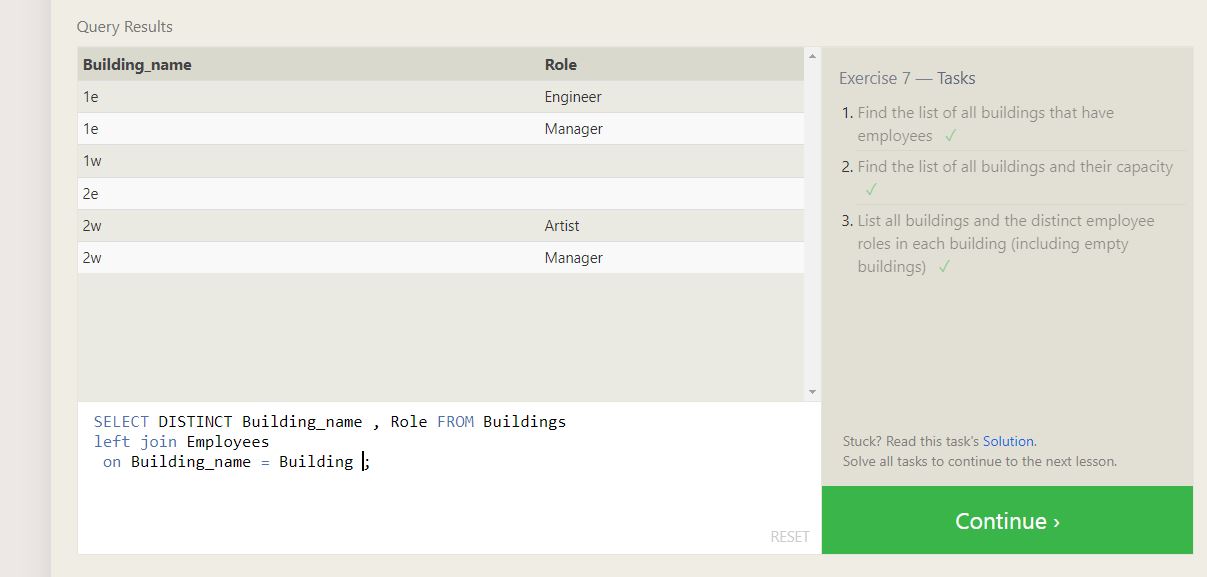 Query Results
Building_name Role
1e Engineer
1e Manager
1w
2e
2w Artist
2w Manager
SELECT DISTINCT Building_name , Role FROM Buildings
left join Employees
on Building_name = Building ;
RESET
Exercise 7 — Tasks
1. Find the list of all buildings that have
employees ✓
2. Find the list of all buildings and their capacity
✓
3. List all buildings and the distinct employee
roles in each building (including empty
buildings) ✓
Stuck? Read this task's Solution.
Solve all tasks to continue to the next lesson.
Continue ›